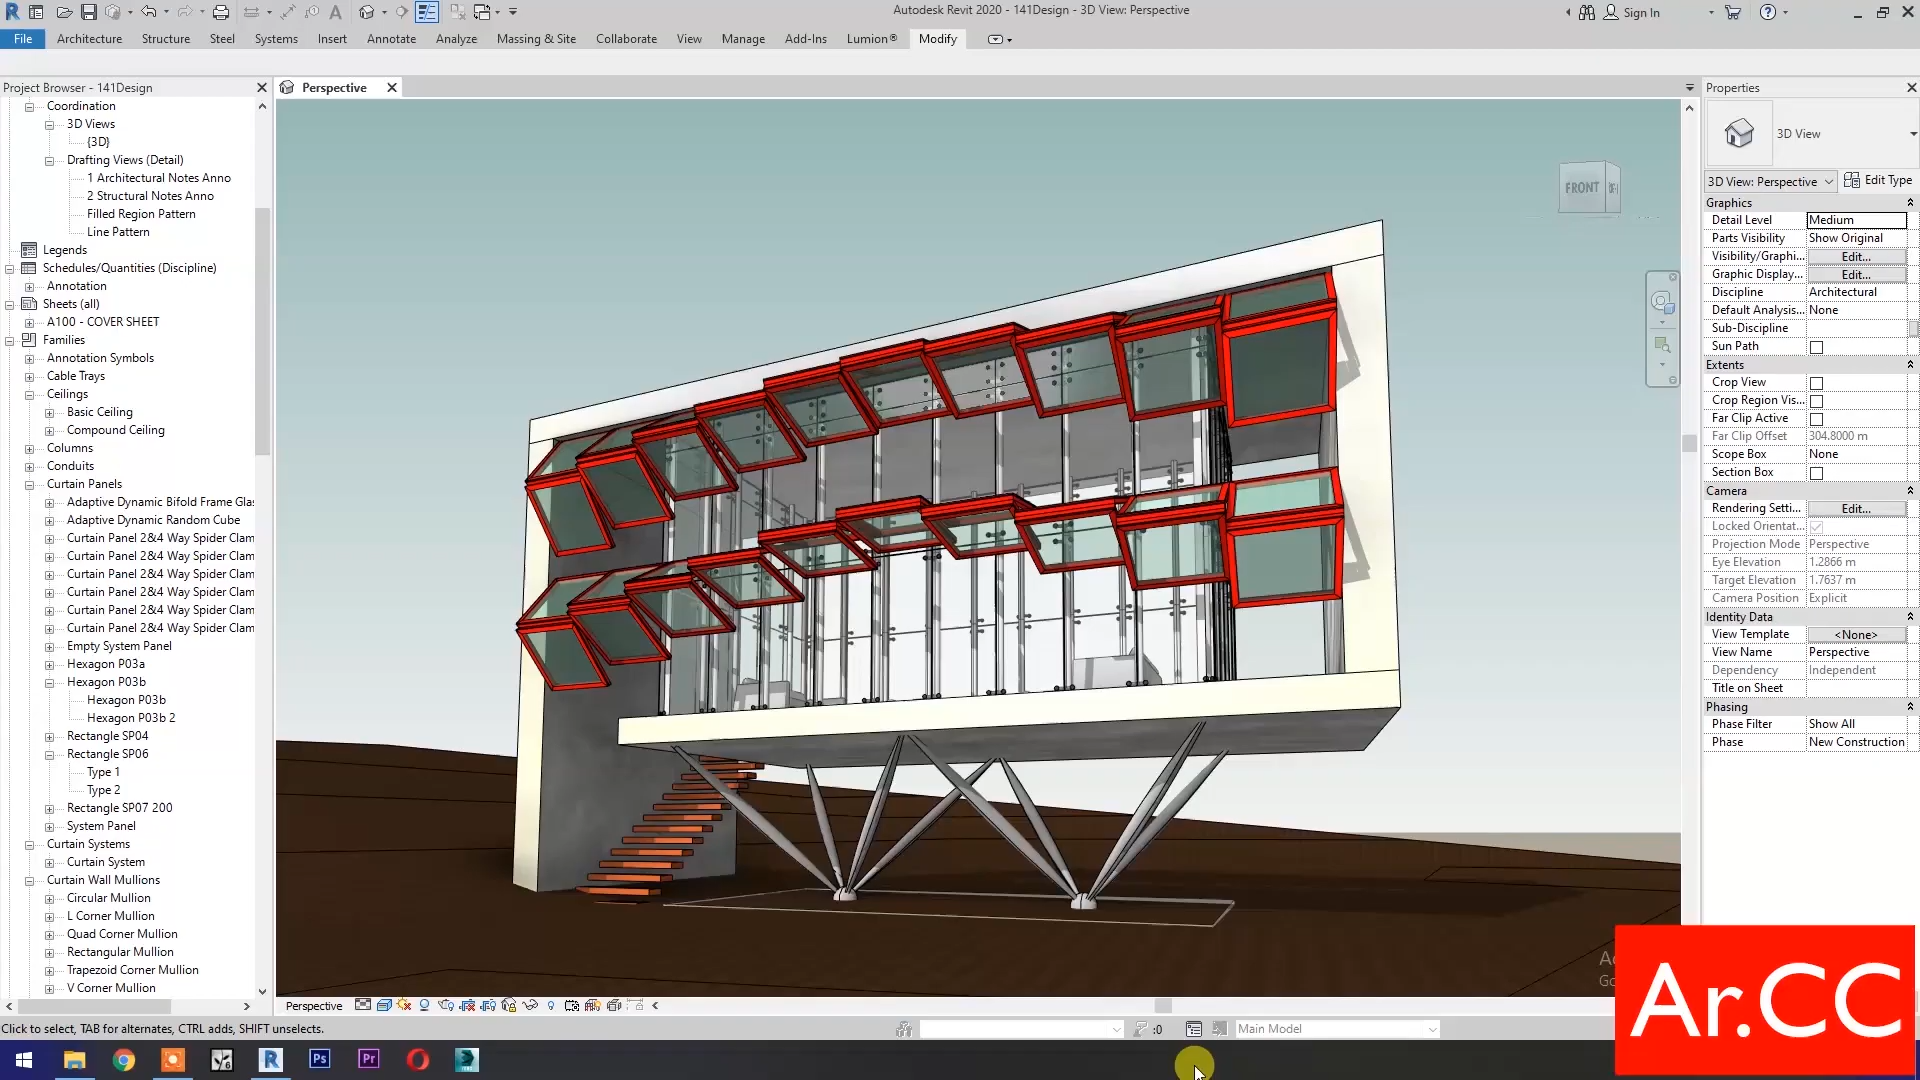 Autodesk Revit 2020 - 141Design - 3D View: Perspective
Sign In
File Architecture Structure Steel Systems Insert Annotate Analyze Massing & Site Collaborate View Manage Add-Ins Lumion® Modify
Project Browser - 141Design
Coordination
3D Views
{3D}
Drafting Views (Detail)
1 Architectural Notes Anno
2 Structural Notes Anno
Filled Region Pattern
Line Pattern
Legends
Schedules/Quantities (Discipline)
Annotation
Sheets (all)
A100 - COVER SHEET
Families
Annotation Symbols
Cable Trays
Ceilings
Basic Ceiling
Compound Ceiling
Columns
Conduits
Curtain Panels
Adaptive Dynamic Bifold Frame Glas
Adaptive Dynamic Random Cube
Curtain Panel 2&4 Way Spider Clam
Curtain Panel 2&4 Way Spider Clam
Curtain Panel 2&4 Way Spider Clam
Curtain Panel 2&4 Way Spider Clam
Curtain Panel 2&4 Way Spider Clam
Curtain Panel 2&4 Way Spider Clam
Empty System Panel
Hexagon P03a
Hexagon P03b
Hexagon P03b
Hexagon P03b 2
Rectangle SP04
Rectangle SP06
Type 1
Type 2
Rectangle SP07 200
System Panel
Curtain Systems
Curtain System
Curtain Wall Mullions
Circular Mullion
L Corner Mullion
Quad Corner Mullion
Rectangular Mullion
Trapezoid Corner Mullion
V Corner Mullion
Perspective
FRONT
Properties
3D View
3D View: Perspective Edit Type
Graphics
Detail Level Medium
Parts Visibility Show Original
Visibility/Graphi... Edit...
Graphic Display... Edit...
Discipline Architectural
Default Analysis... None
Sub-Discipline
Sun Path
Extents
Crop View
Crop Region Vis...
Far Clip Active
Far Clip Offset 304.8000 m
Scope Box None
Section Box
Camera
Rendering Setti... Edit...
Locked Orientat...
Projection Mode Perspective
Eye Elevation 1.2866 m
Target Elevation 1.7637 m
Camera Position Explicit
Identity Data
View Template <None>
View Name Perspective
Dependency Independent
Title on Sheet
Phasing
Phase Filter Show All
Phase New Construction
Perspective
Click to select, TAB for alternates, CTRL adds, SHIFT unselects.
:0
Main Model
Ar.CC
Ps
Pr